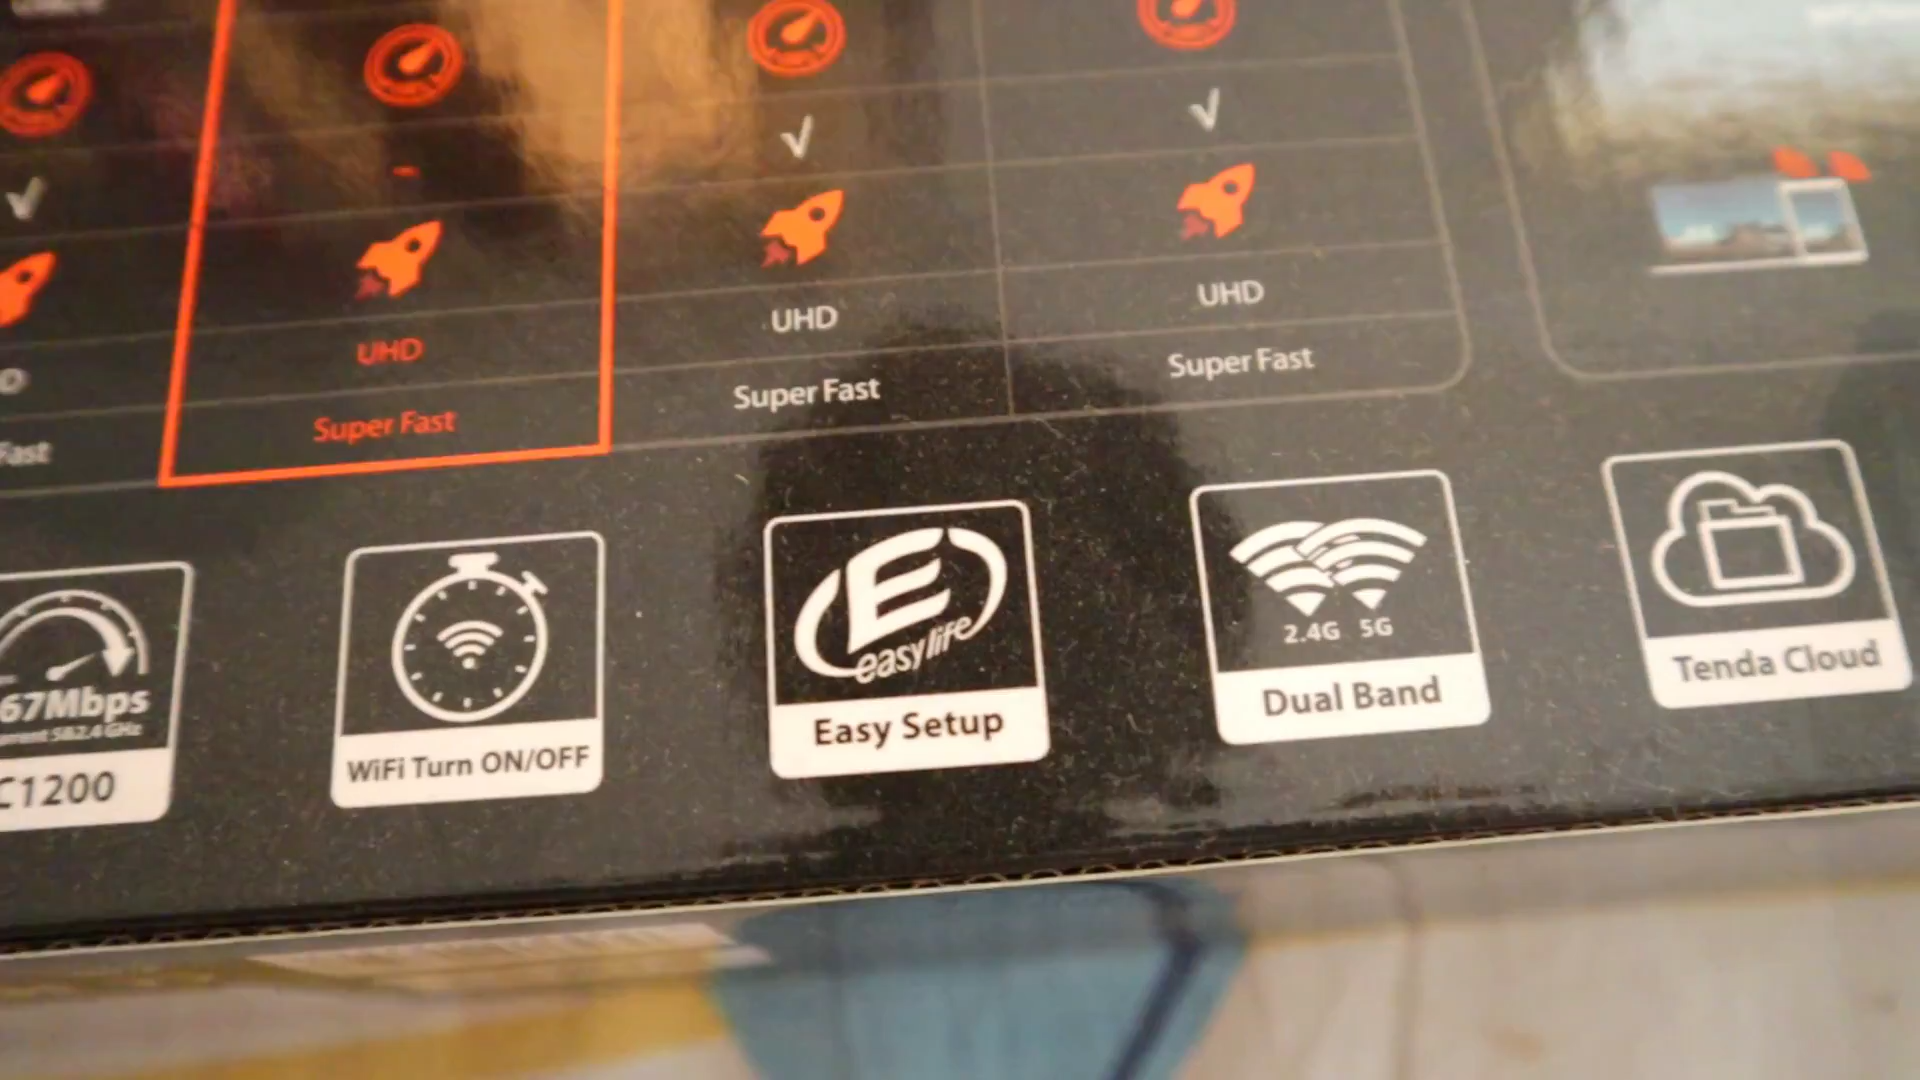 UHD
UHD
UHD
Super Fast
Super Fast
Super Fast
Fast
67Mbps
C1200
WiFi Turn ON/OFF
easy life
Easy Setup
2.4G 5G
Dual Band
Tenda Cloud